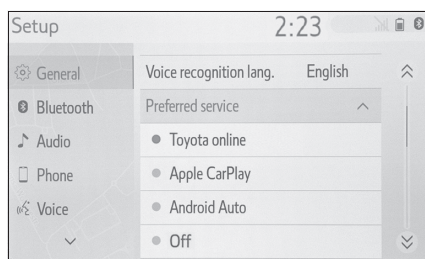 Setup 2:23
General
Bluetooth
Audio
Phone
Voice
Voice recognition lang. English
Preferred service
Toyota online
Apple CarPlay
Android Auto
Off